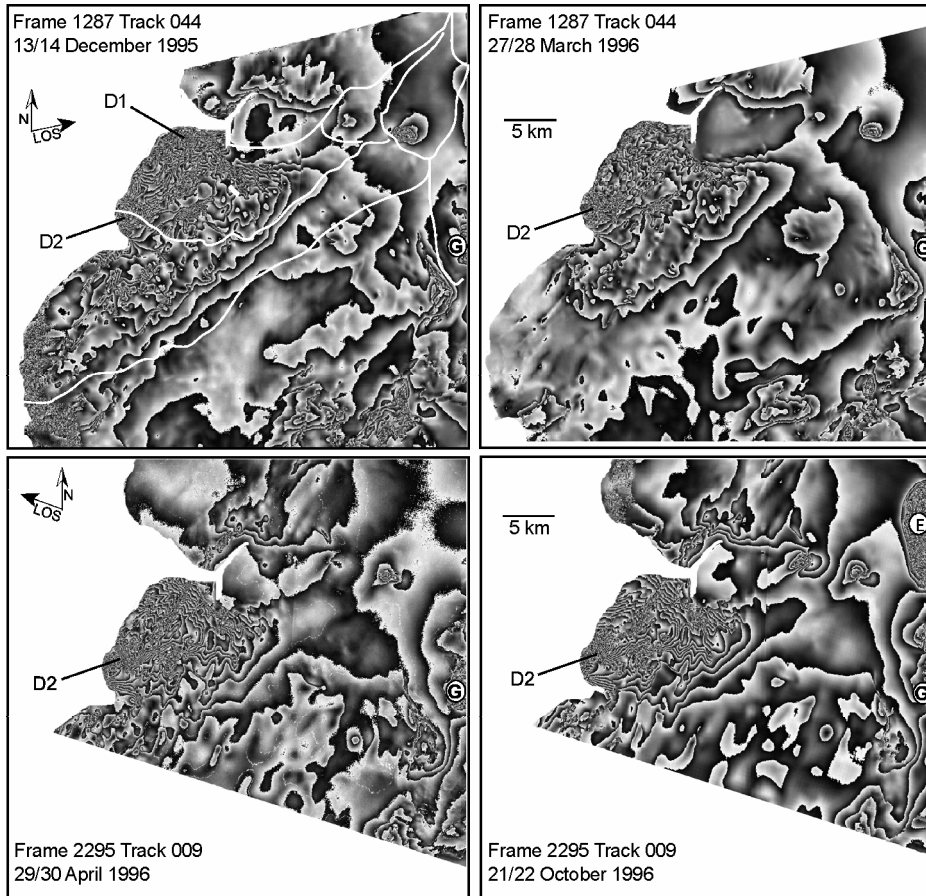 Frame 1287 Track 044
13/14 December 1995
N
LOS
D1
D2
G
Frame 1287 Track 044
27/28 March 1996
5 km
D2
G
N
LOS
D2
G
Frame 2295 Track 009
29/30 April 1996
5 km
E
D2
G
Frame 2295 Track 009
21/22 October 1996